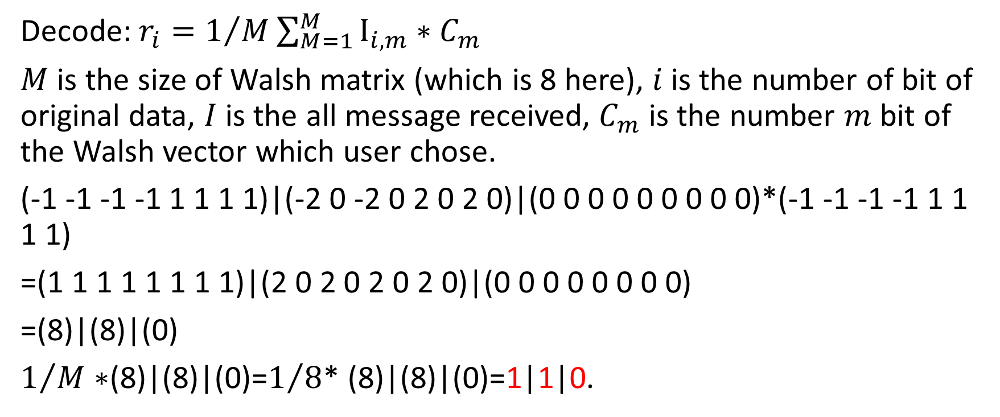 Decode: $r_i = 1/M \sum_{M=1}^{M} \mathrm{I}_{i,m} * C_m$
$M$ is the size of Walsh matrix (which is 8 here), $i$ is the number of bit of
original data, $I$ is the all message received, $C_m$ is the number $m$ bit of
the Walsh vector which user chose.
(-1 -1 -1 -1 1 1 1 1)|(-2 0 -2 0 2 0 2 0)|(0 0 0 0 0 0 0 0 0)*(-1 -1 -1 -1 1 1
1 1)
=(1 1 1 1 1 1 1 1)|(2 0 2 0 2 0 2 0)|(0 0 0 0 0 0 0 0)
=(8)|(8)|(0)
$1/M$ *(8)|(8)|(0)=1/8* (8)|(8)|(0)=1|1|0.